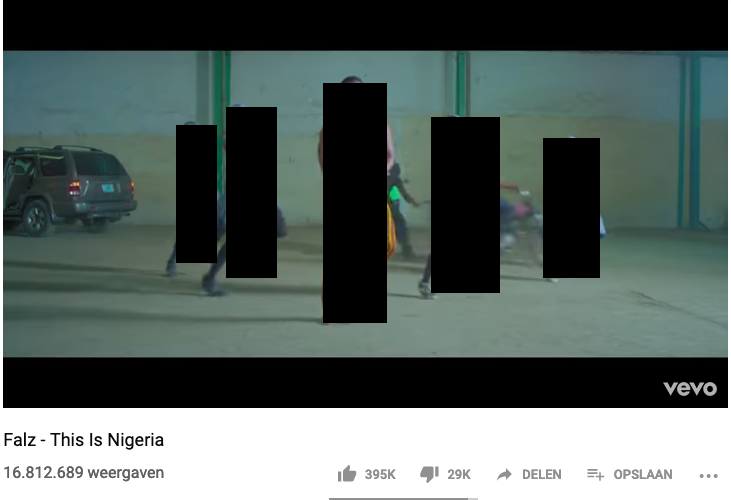 vevo
Falz - This Is Nigeria
16.812.689 weergaven
395K 29K DELEN OPSLAAN